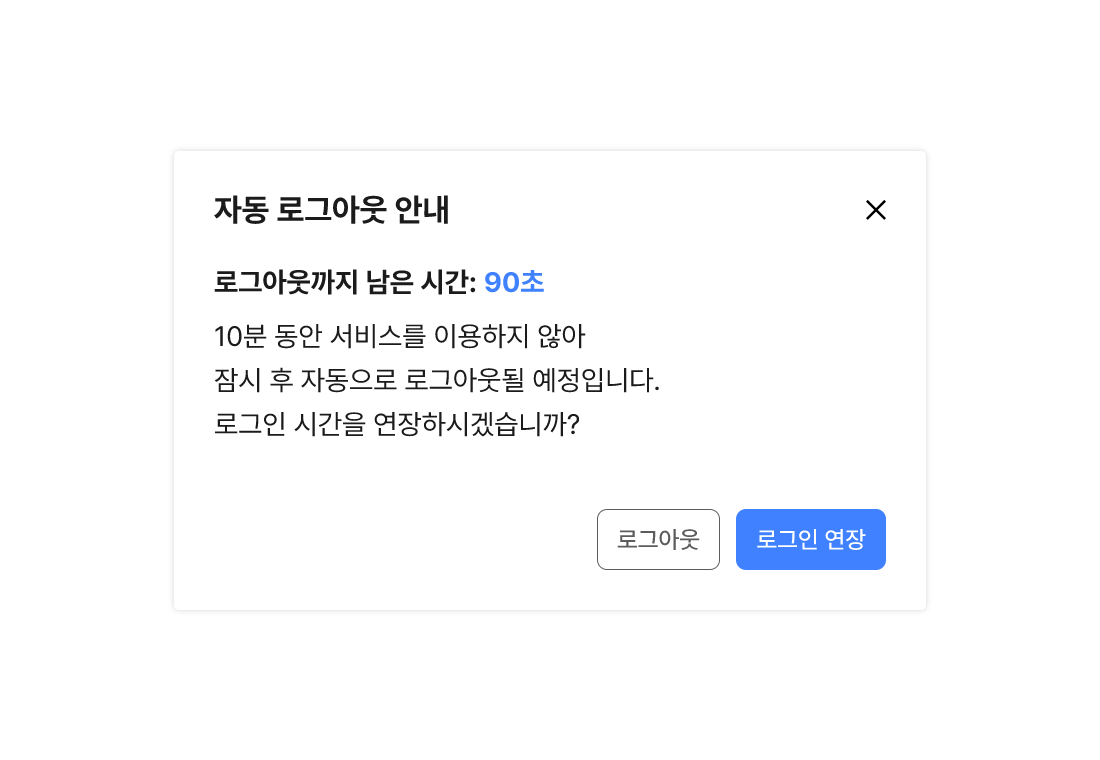 자동 로그아웃 안내
로그아웃까지 남은 시간: 90초
10분 동안 서비스를 이용하지 않아
잠시 후 자동으로 로그아웃될 예정입니다.
로그인 시간을 연장하시겠습니까?
로그아웃
로그인 연장